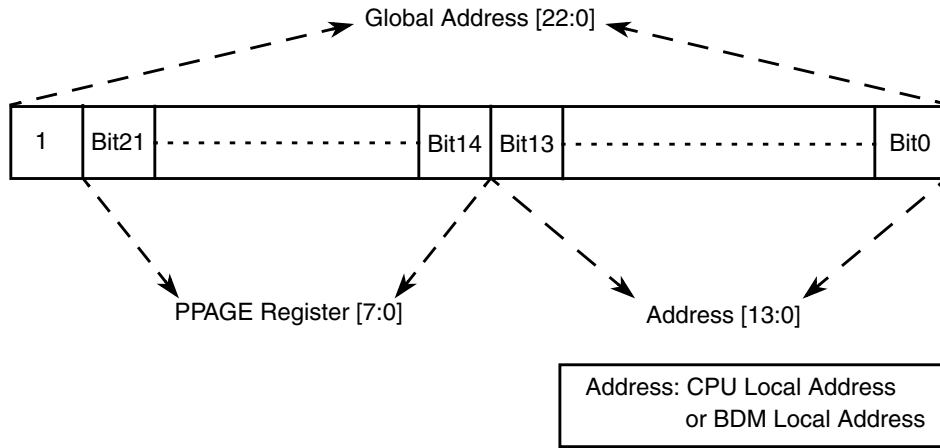 Global Address [22:0]
1 Bit21 Bit14 Bit13 Bit0
PPAGE Register [7:0]
Address [13:0]
Address: CPU Local Address
or BDM Local Address